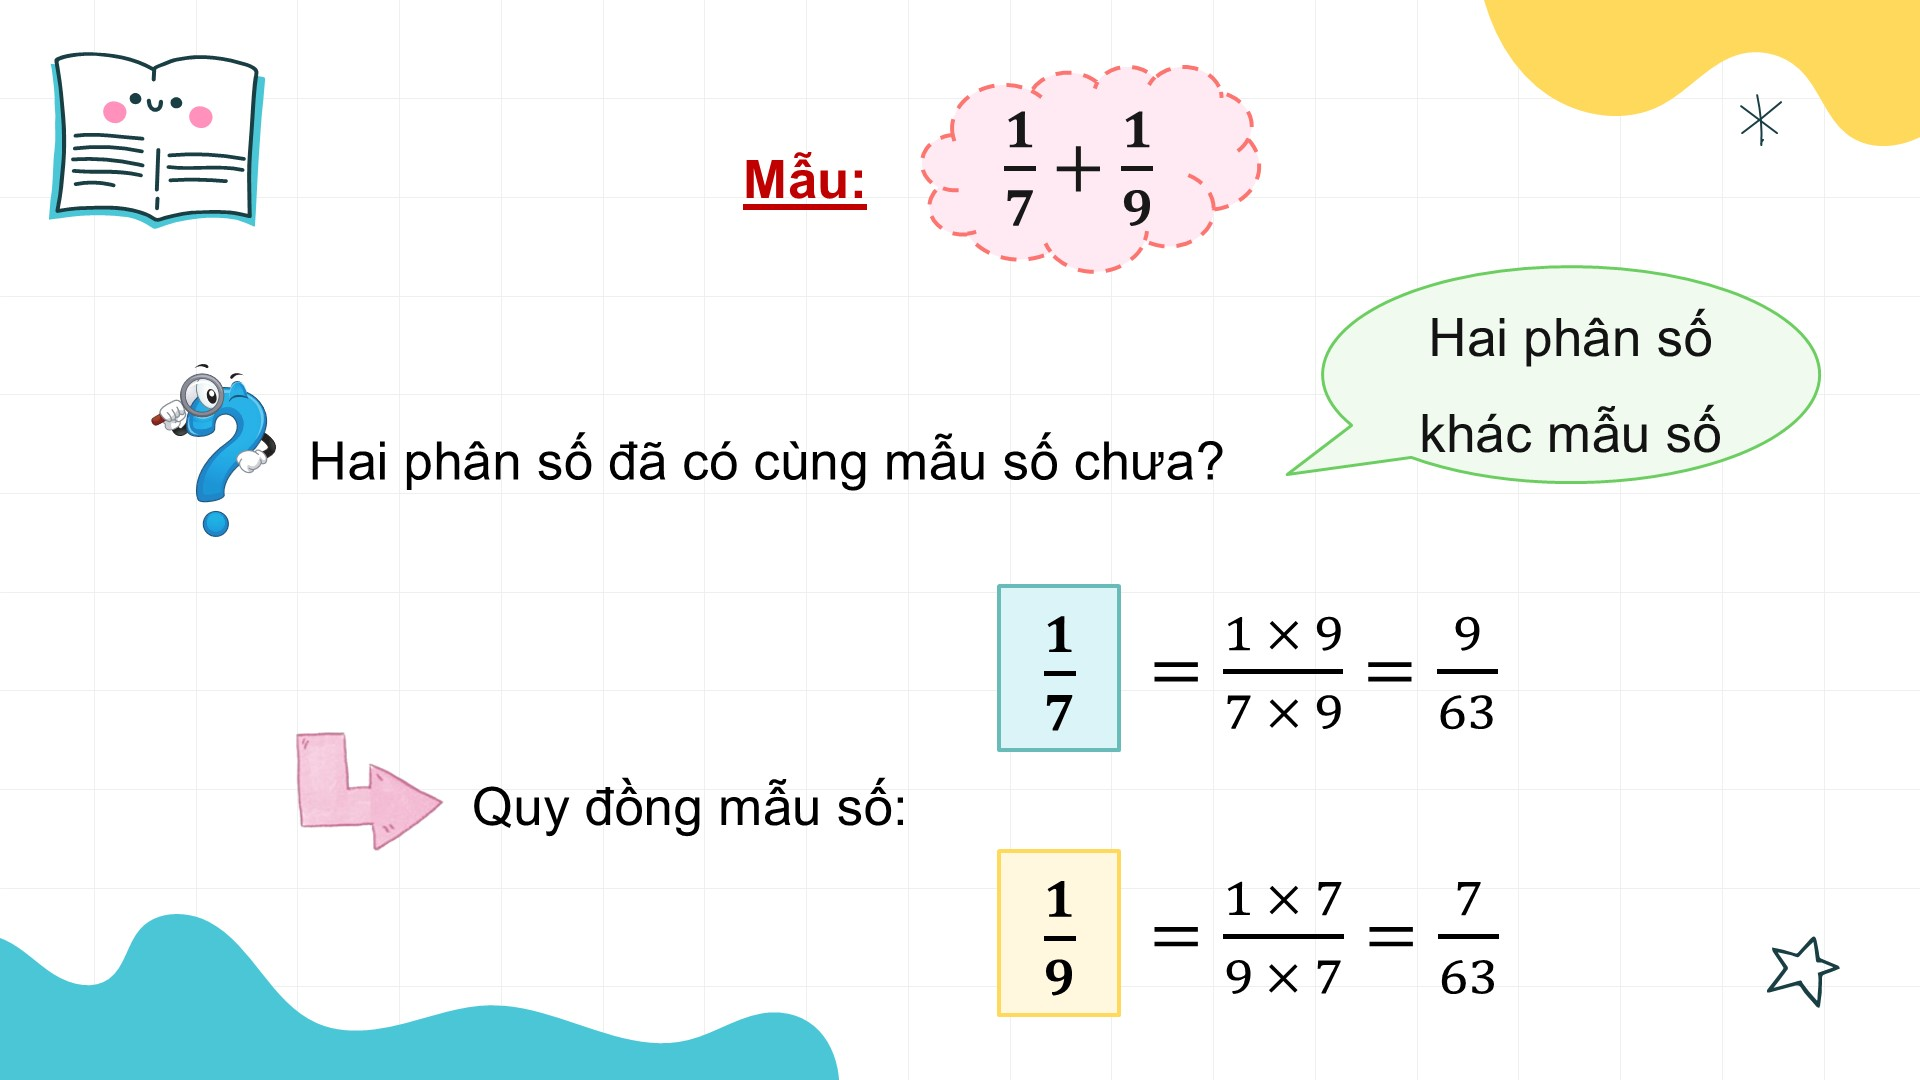 Mẫu:
1/7 + 1/9
Hai phân số
khác mẫu số
Hai phân số đã có cùng mẫu số chưa?
1/7 = (1 × 9)/(7 × 9) = 9/63
Quy đồng mẫu số:
1/9 = (1 × 7)/(9 × 7) = 7/63